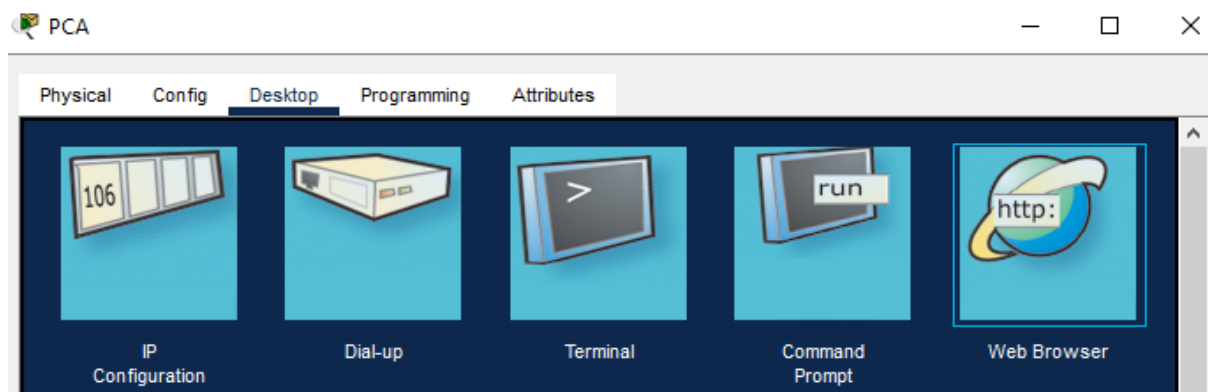 PCA
Physical Config Desktop Programming Attributes
106
>
run
http:
IP
Configuration
Dial-up
Terminal
Command
Prompt
Web Browser